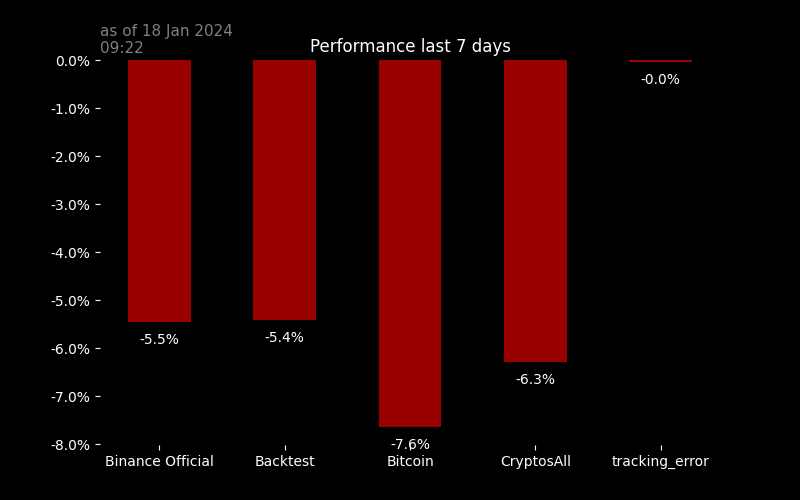 as of 18 Jan 2024
09:22
Performance last 7 days
0.0%
-1.0%
-2.0%
-3.0%
-4.0%
-5.0%
-6.0%
-7.0%
-8.0%
-0.0%
-5.5%
-5.4%
-6.3%
-7.6%
Binance Official
Backtest
Bitcoin
CryptosAll
tracking_error